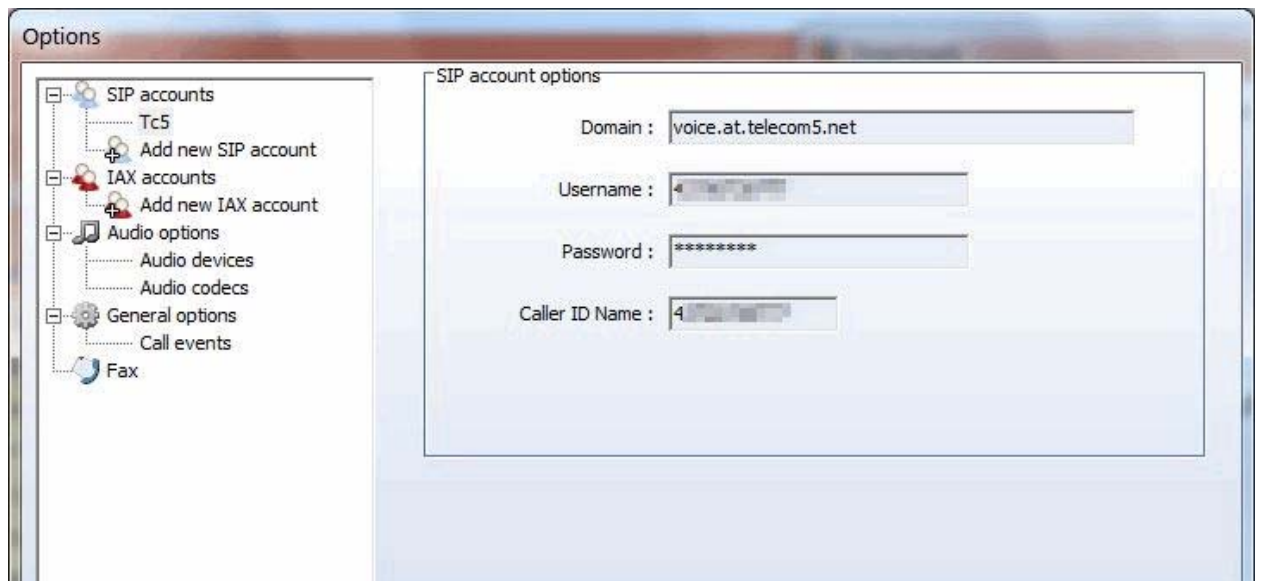 Options
SIP accounts
Tc5
Add new SIP account
IAX accounts
Add new IAX account
Audio options
Audio devices
Audio codecs
General options
Call events
Fax
SIP account options
Domain : voice.at.telecom5.net
Username : 4
Password : ********
Caller ID Name : 4